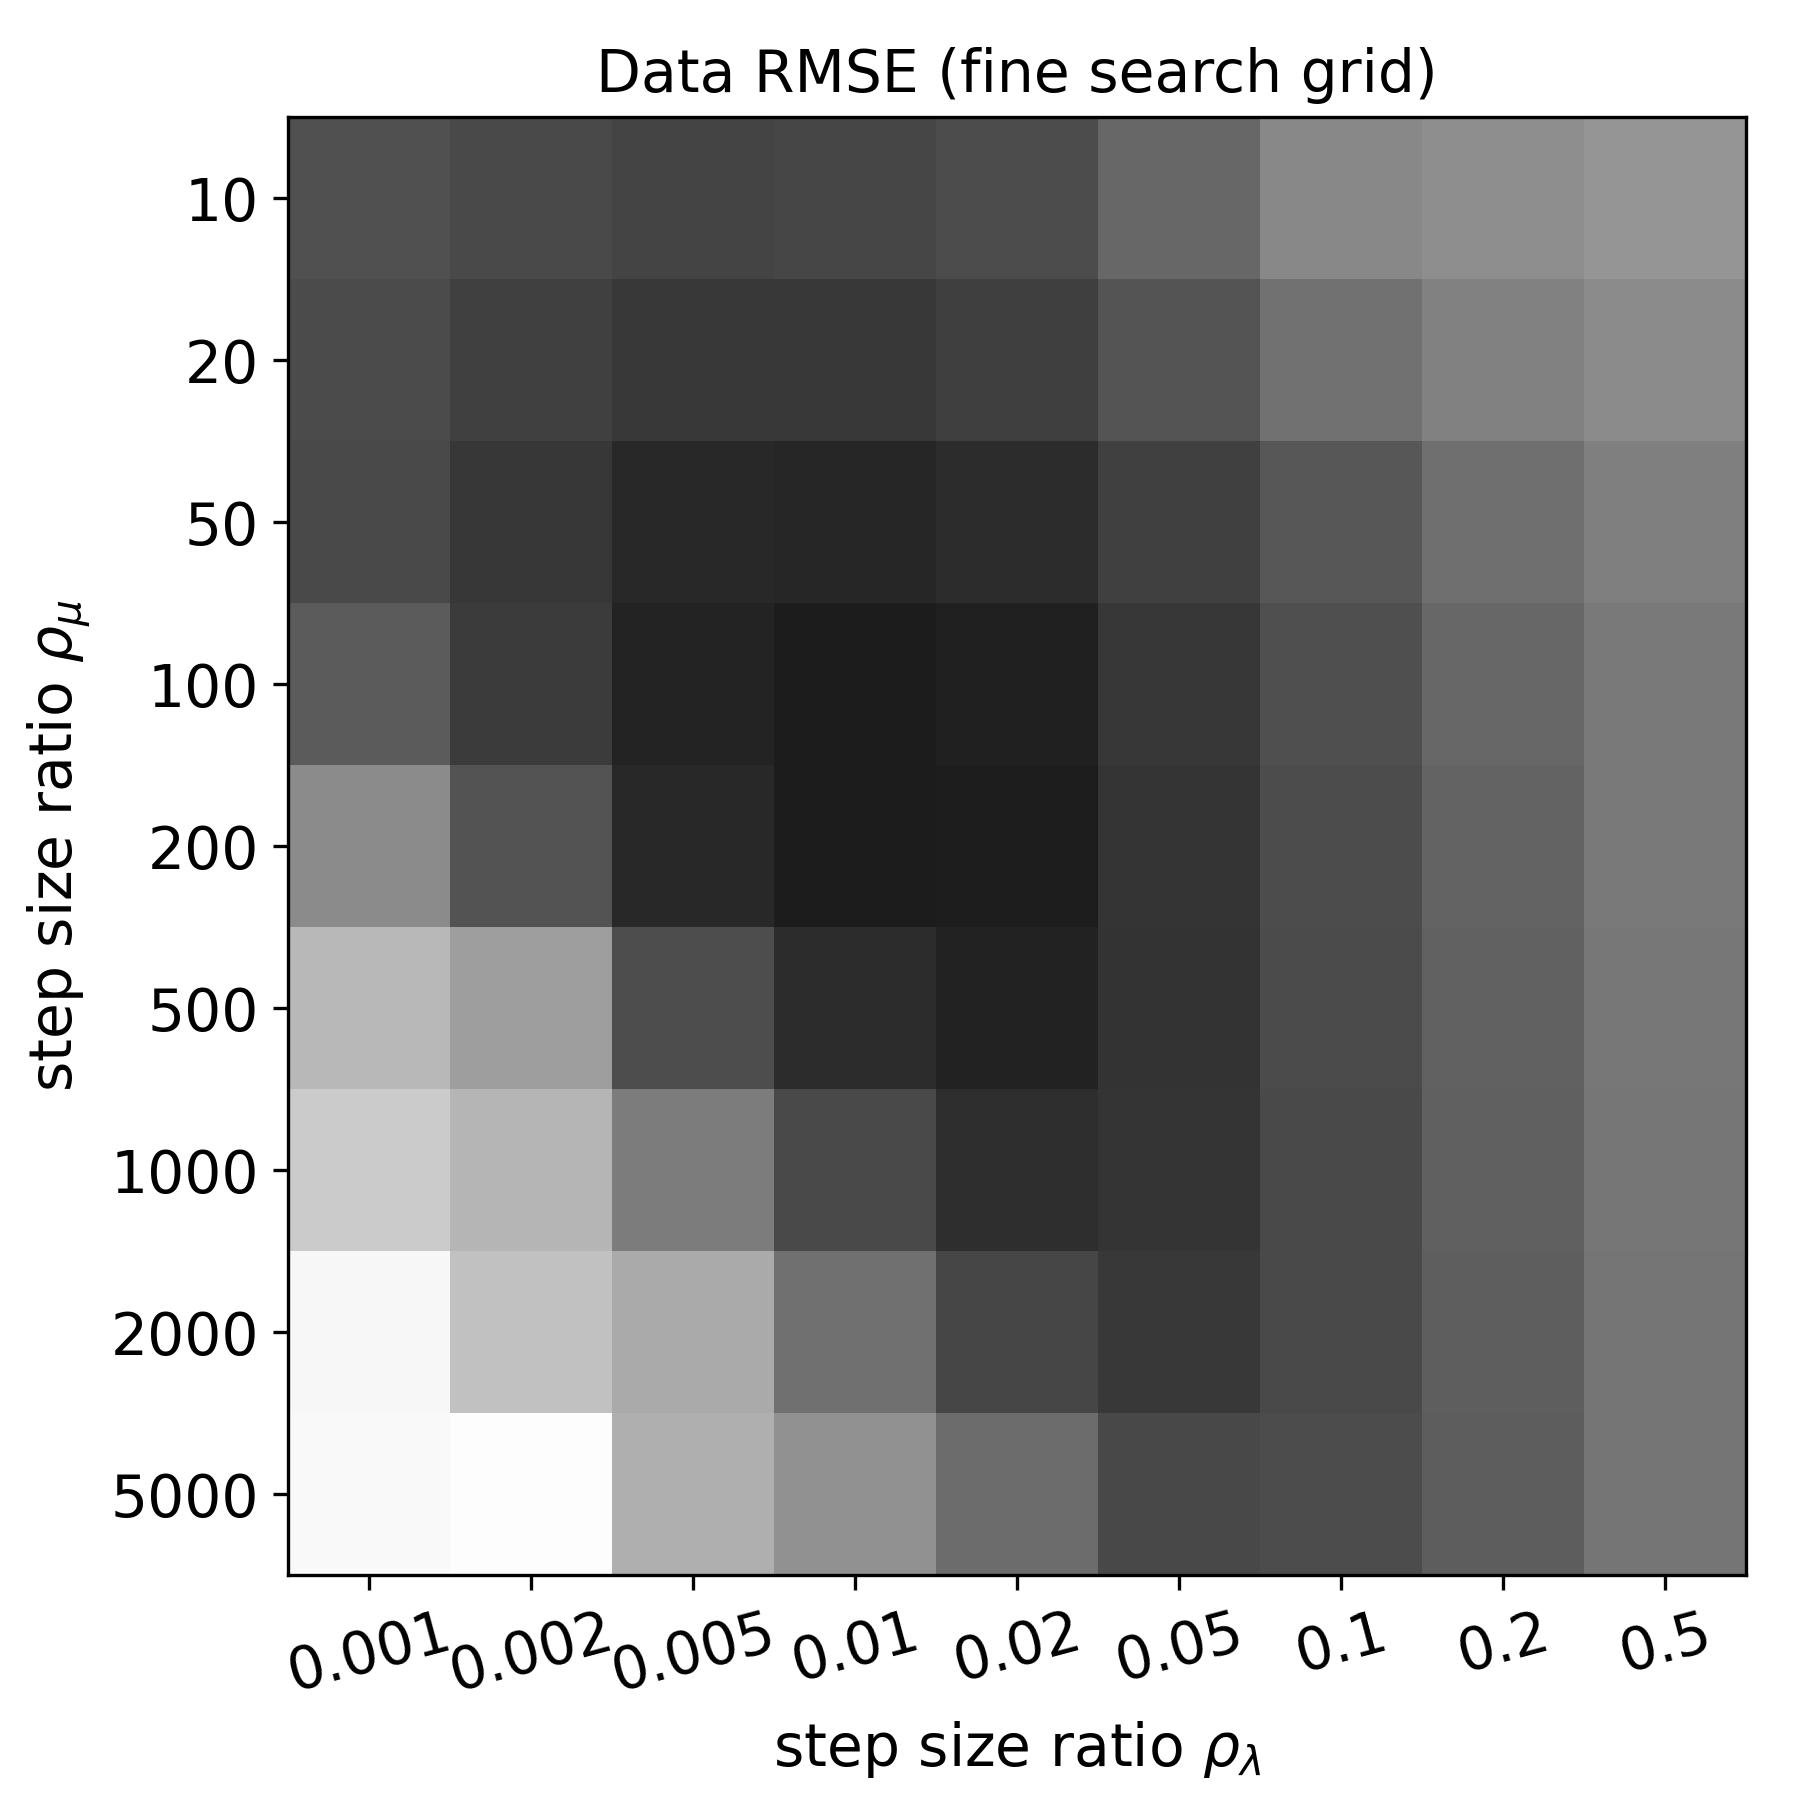 Data RMSE (fine search grid)
step size ratio ρ_μ
10
20
50
100
200
500
1000
2000
5000
0.001 0.002 0.005 0.01 0.02 0.05 0.1 0.2 0.5
step size ratio ρ_λ